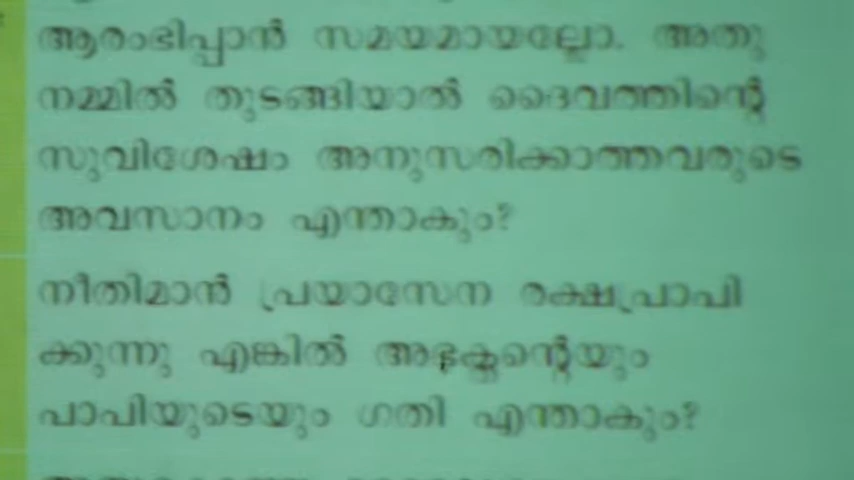 ആരംഭിപ്പാൻ സമയമായല്ലോ. അതു
നമ്മിൽ തുടങ്ങിയാൽ ദൈവത്തിന്റെ
സുവിശേഷം അനുസരിക്കാത്തവരുടെ
അവസാനം എന്താകും?
നീതിമാൻ പ്രയാസേന രക്ഷപ്രാപി
ക്കുന്നു എങ്കിൽ അഭക്തന്റെയും
പാപിയുടെയും ഗതി എന്താകും?